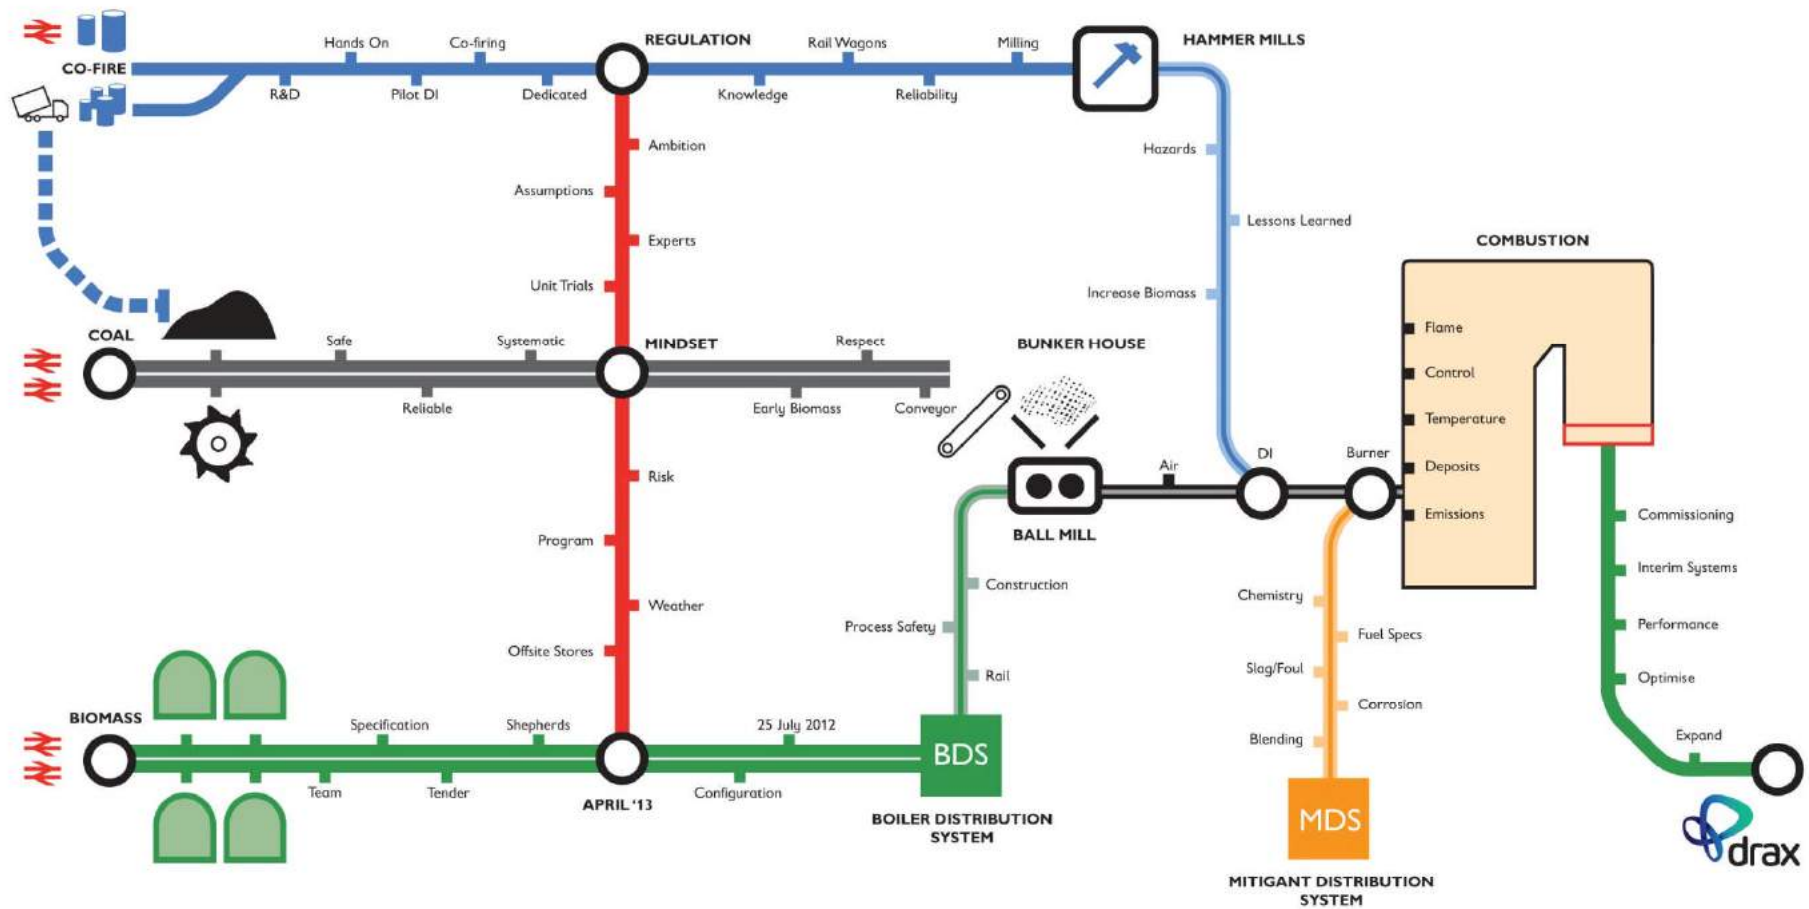 Hands On
Co-firing
REGULATION
Rail Wagons
Milling
HAMMER MILLS
CO-FIRE
R&D
Pilot DI
Dedicated
Knowledge
Reliability
Ambition
Assumptions
Experts
Unit Trials
Hazards
Lessons Learned
Increase Biomass
COAL
Safe
Systematic
MINDSET
Respect
Reliable
Early Biomass
Conveyor
BUNKER HOUSE
BALL MILL
Air
DI
Burner
COMBUSTION
Flame
Control
Temperature
Deposits
Emissions
Risk
Program
Weather
Offsite Stores
Construction
Process Safety
Rail
Chemistry
Fuel Specs
Slag/Foul
Corrosion
Blending
Commissioning
Interim Systems
Performance
Optimise
Expand
BIOMASS
Specification
Shepherds
25 July 2012
Team
Tender
APRIL '13
Configuration
BDS
BOILER DISTRIBUTION
SYSTEM
MDS
MITIGANT DISTRIBUTION
SYSTEM
drax